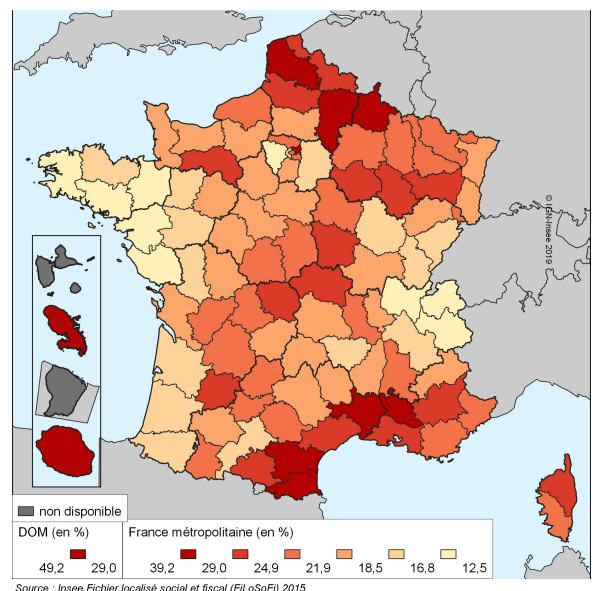 © IGN-Insee 2019
non disponible
DOM (en %)
49,2 29,0
France métropolitaine (en %)
39,2 29,0 24,9 21,9 18,5 16,8 12,5
Source : Insee Fichier localisé social et fiscal (FiLoSoFi) 2015